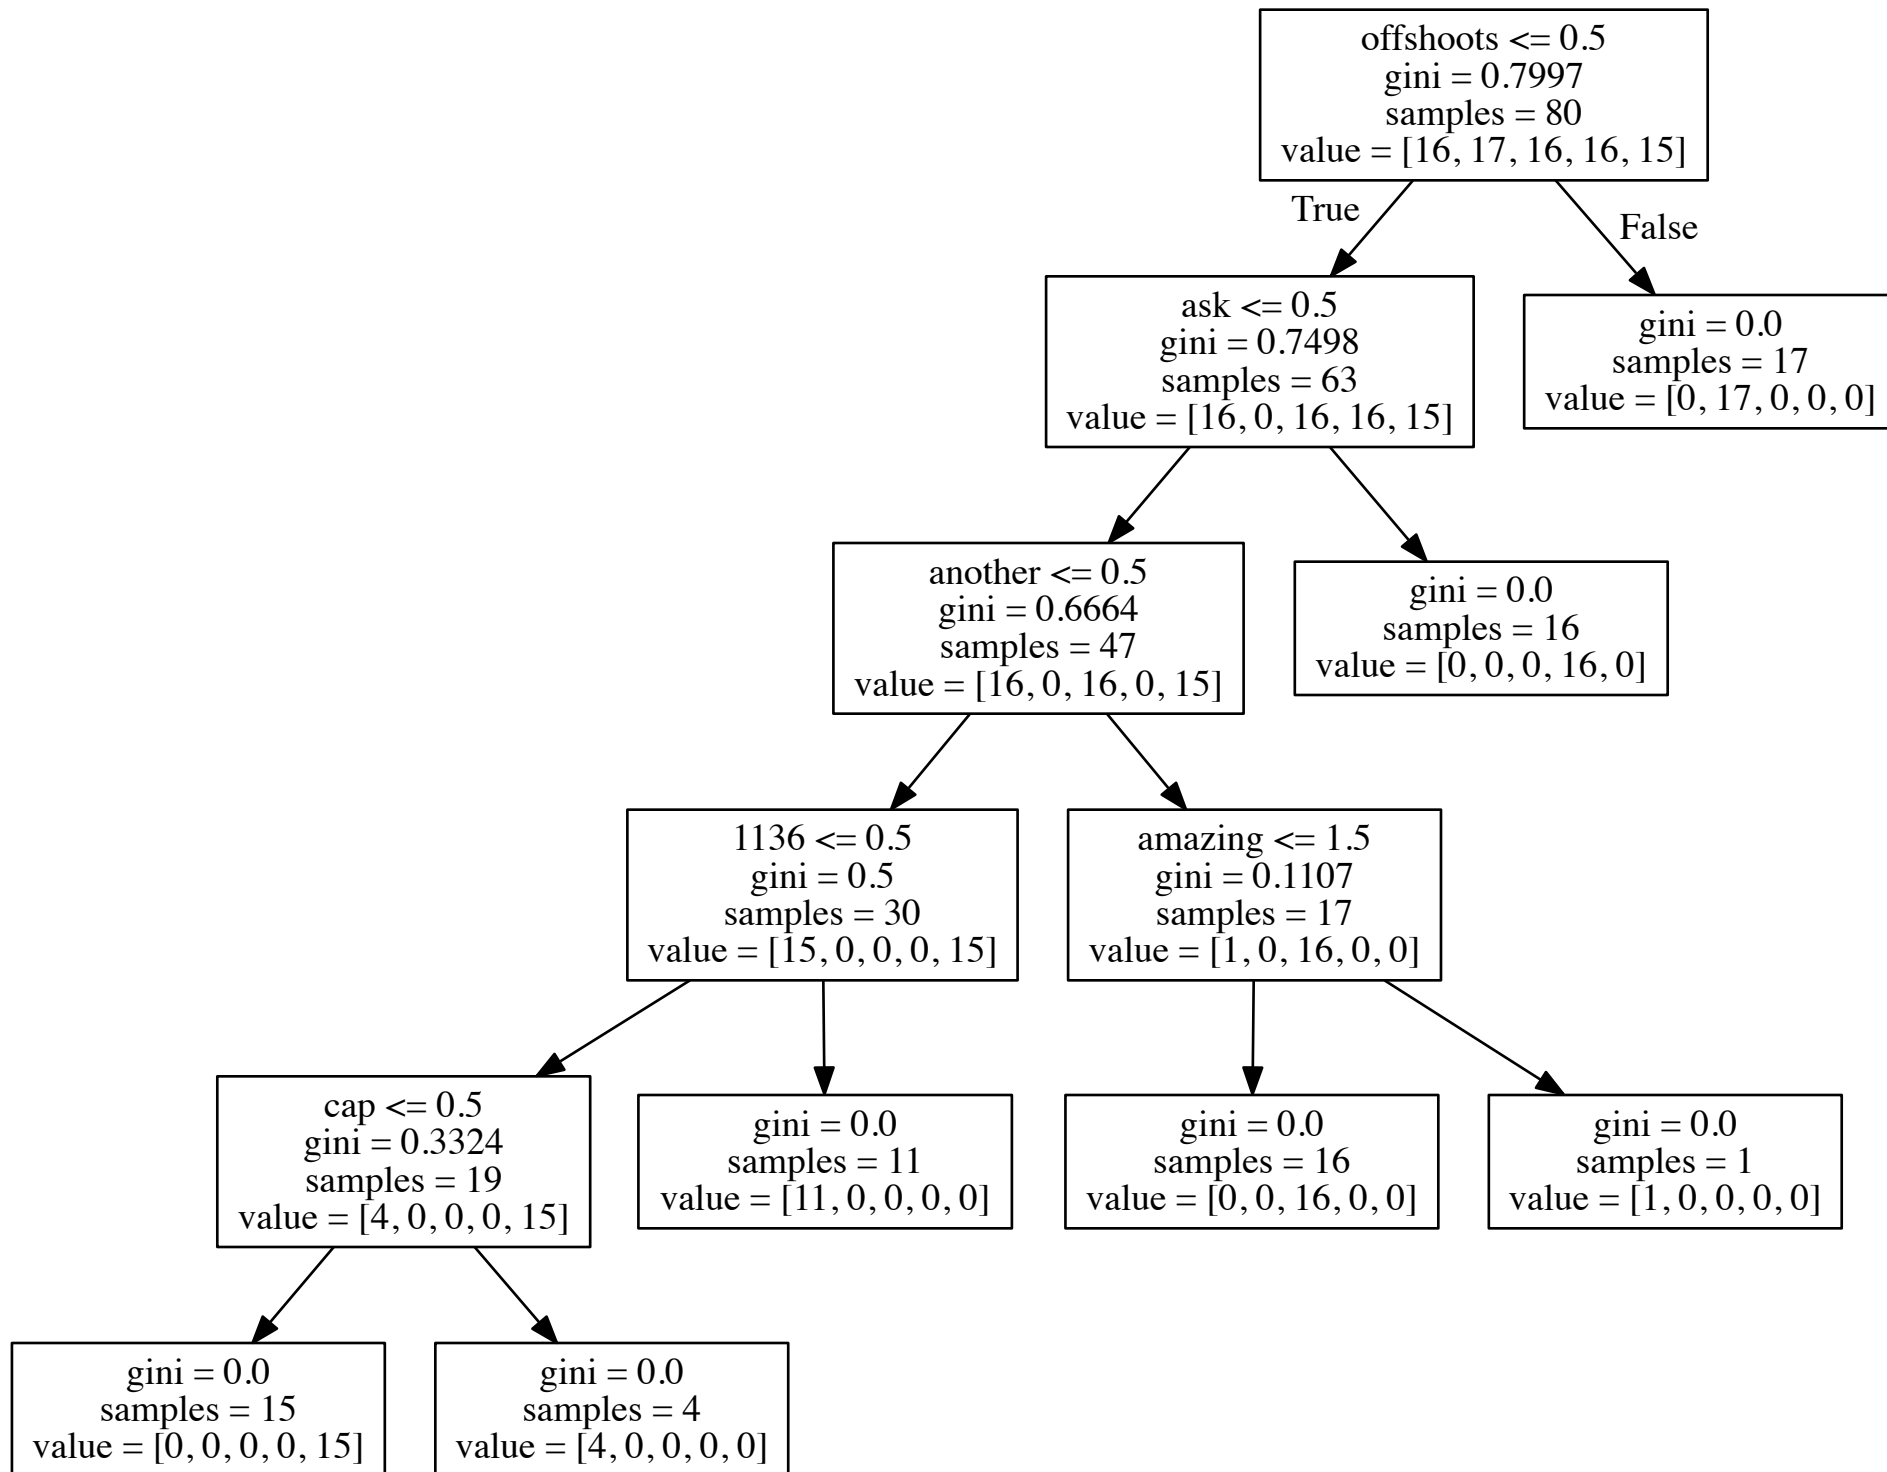 offshoots <= 0.5
gini = 0.7997
samples = 80
value = [16, 17, 16, 16, 15]
True
False
ask <= 0.5
gini = 0.7498
samples = 63
value = [16, 0, 16, 16, 15]
gini = 0.0
samples = 17
value = [0, 17, 0, 0, 0]
another <= 0.5
gini = 0.6664
samples = 47
value = [16, 0, 16, 0, 15]
gini = 0.0
samples = 16
value = [0, 0, 0, 16, 0]
1136 <= 0.5
gini = 0.5
samples = 30
value = [15, 0, 0, 0, 15]
amazing <= 1.5
gini = 0.1107
samples = 17
value = [1, 0, 16, 0, 0]
cap <= 0.5
gini = 0.3324
samples = 19
value = [4, 0, 0, 0, 15]
gini = 0.0
samples = 11
value = [11, 0, 0, 0, 0]
gini = 0.0
samples = 16
value = [0, 0, 16, 0, 0]
gini = 0.0
samples = 1
value = [1, 0, 0, 0, 0]
gini = 0.0
samples = 15
value = [0, 0, 0, 0, 15]
gini = 0.0
samples = 4
value = [4, 0, 0, 0, 0]